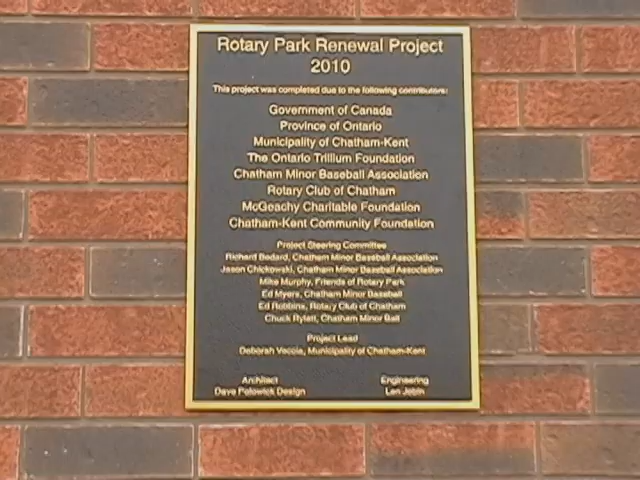 Rotary Park Renewal Project
2010
This project was completed due to the following contributors:
Government of Canada
Province of Ontario
Municipality of Chatham-Kent
The Ontario Trillium Foundation
Chatham Minor Baseball Association
Rotary Club of Chatham
McGeachy Charitable Foundation
Chatham-Kent Community Foundation
Project Steering Committee
Richard Bedard, Chatham Minor Baseball Association
Jason Chickowski, Chatham Minor Baseball Association
Mike Murphy, Friends of Rotary Park
Ed Myers, Chatham Minor Baseball
Ed Robbins, Rotary Club of Chatham
Chuck Rylett, Chatham Minor Ball
Project Lead
Deborah Veccia, Municipality of Chatham-Kent
Architect
Dave Design
Engineering
Len Jobin